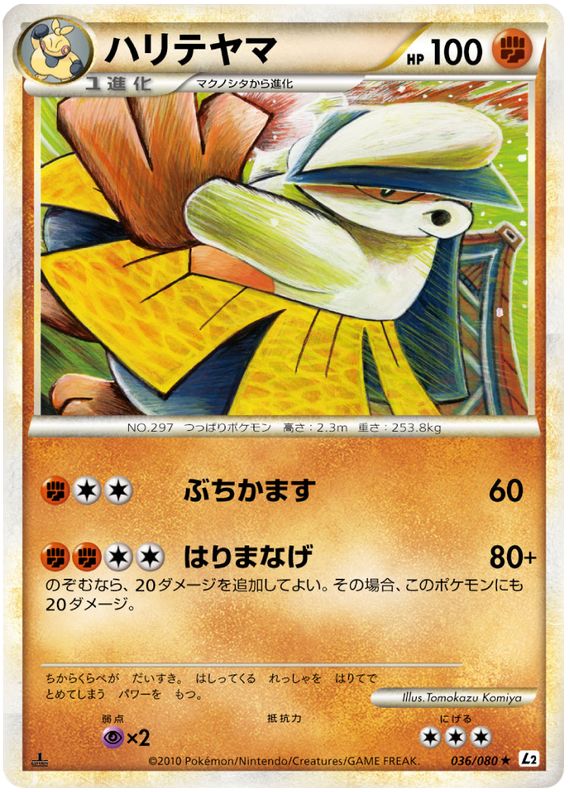 ハリテヤマ
HP 100
1進化
マクノシタから進化
NO.297 つっぱりポケモン 高さ：2.3m 重さ：253.8kg
ぶちかます 60
はりまなげ 80+
のぞむなら、20ダメージを追加してよい。その場合、このポケモンにも
20ダメージ。
ちからくらべが だいすき。 はしってくる れっしゃを はりてで
とめてしまう パワーを もつ。
Illus.Tomokazu Komiya
弱点 抵抗力 にげる
×2
1 ©2010 Pokémon/Nintendo/Creatures/GAME FREAK. 036/080 ★ L2